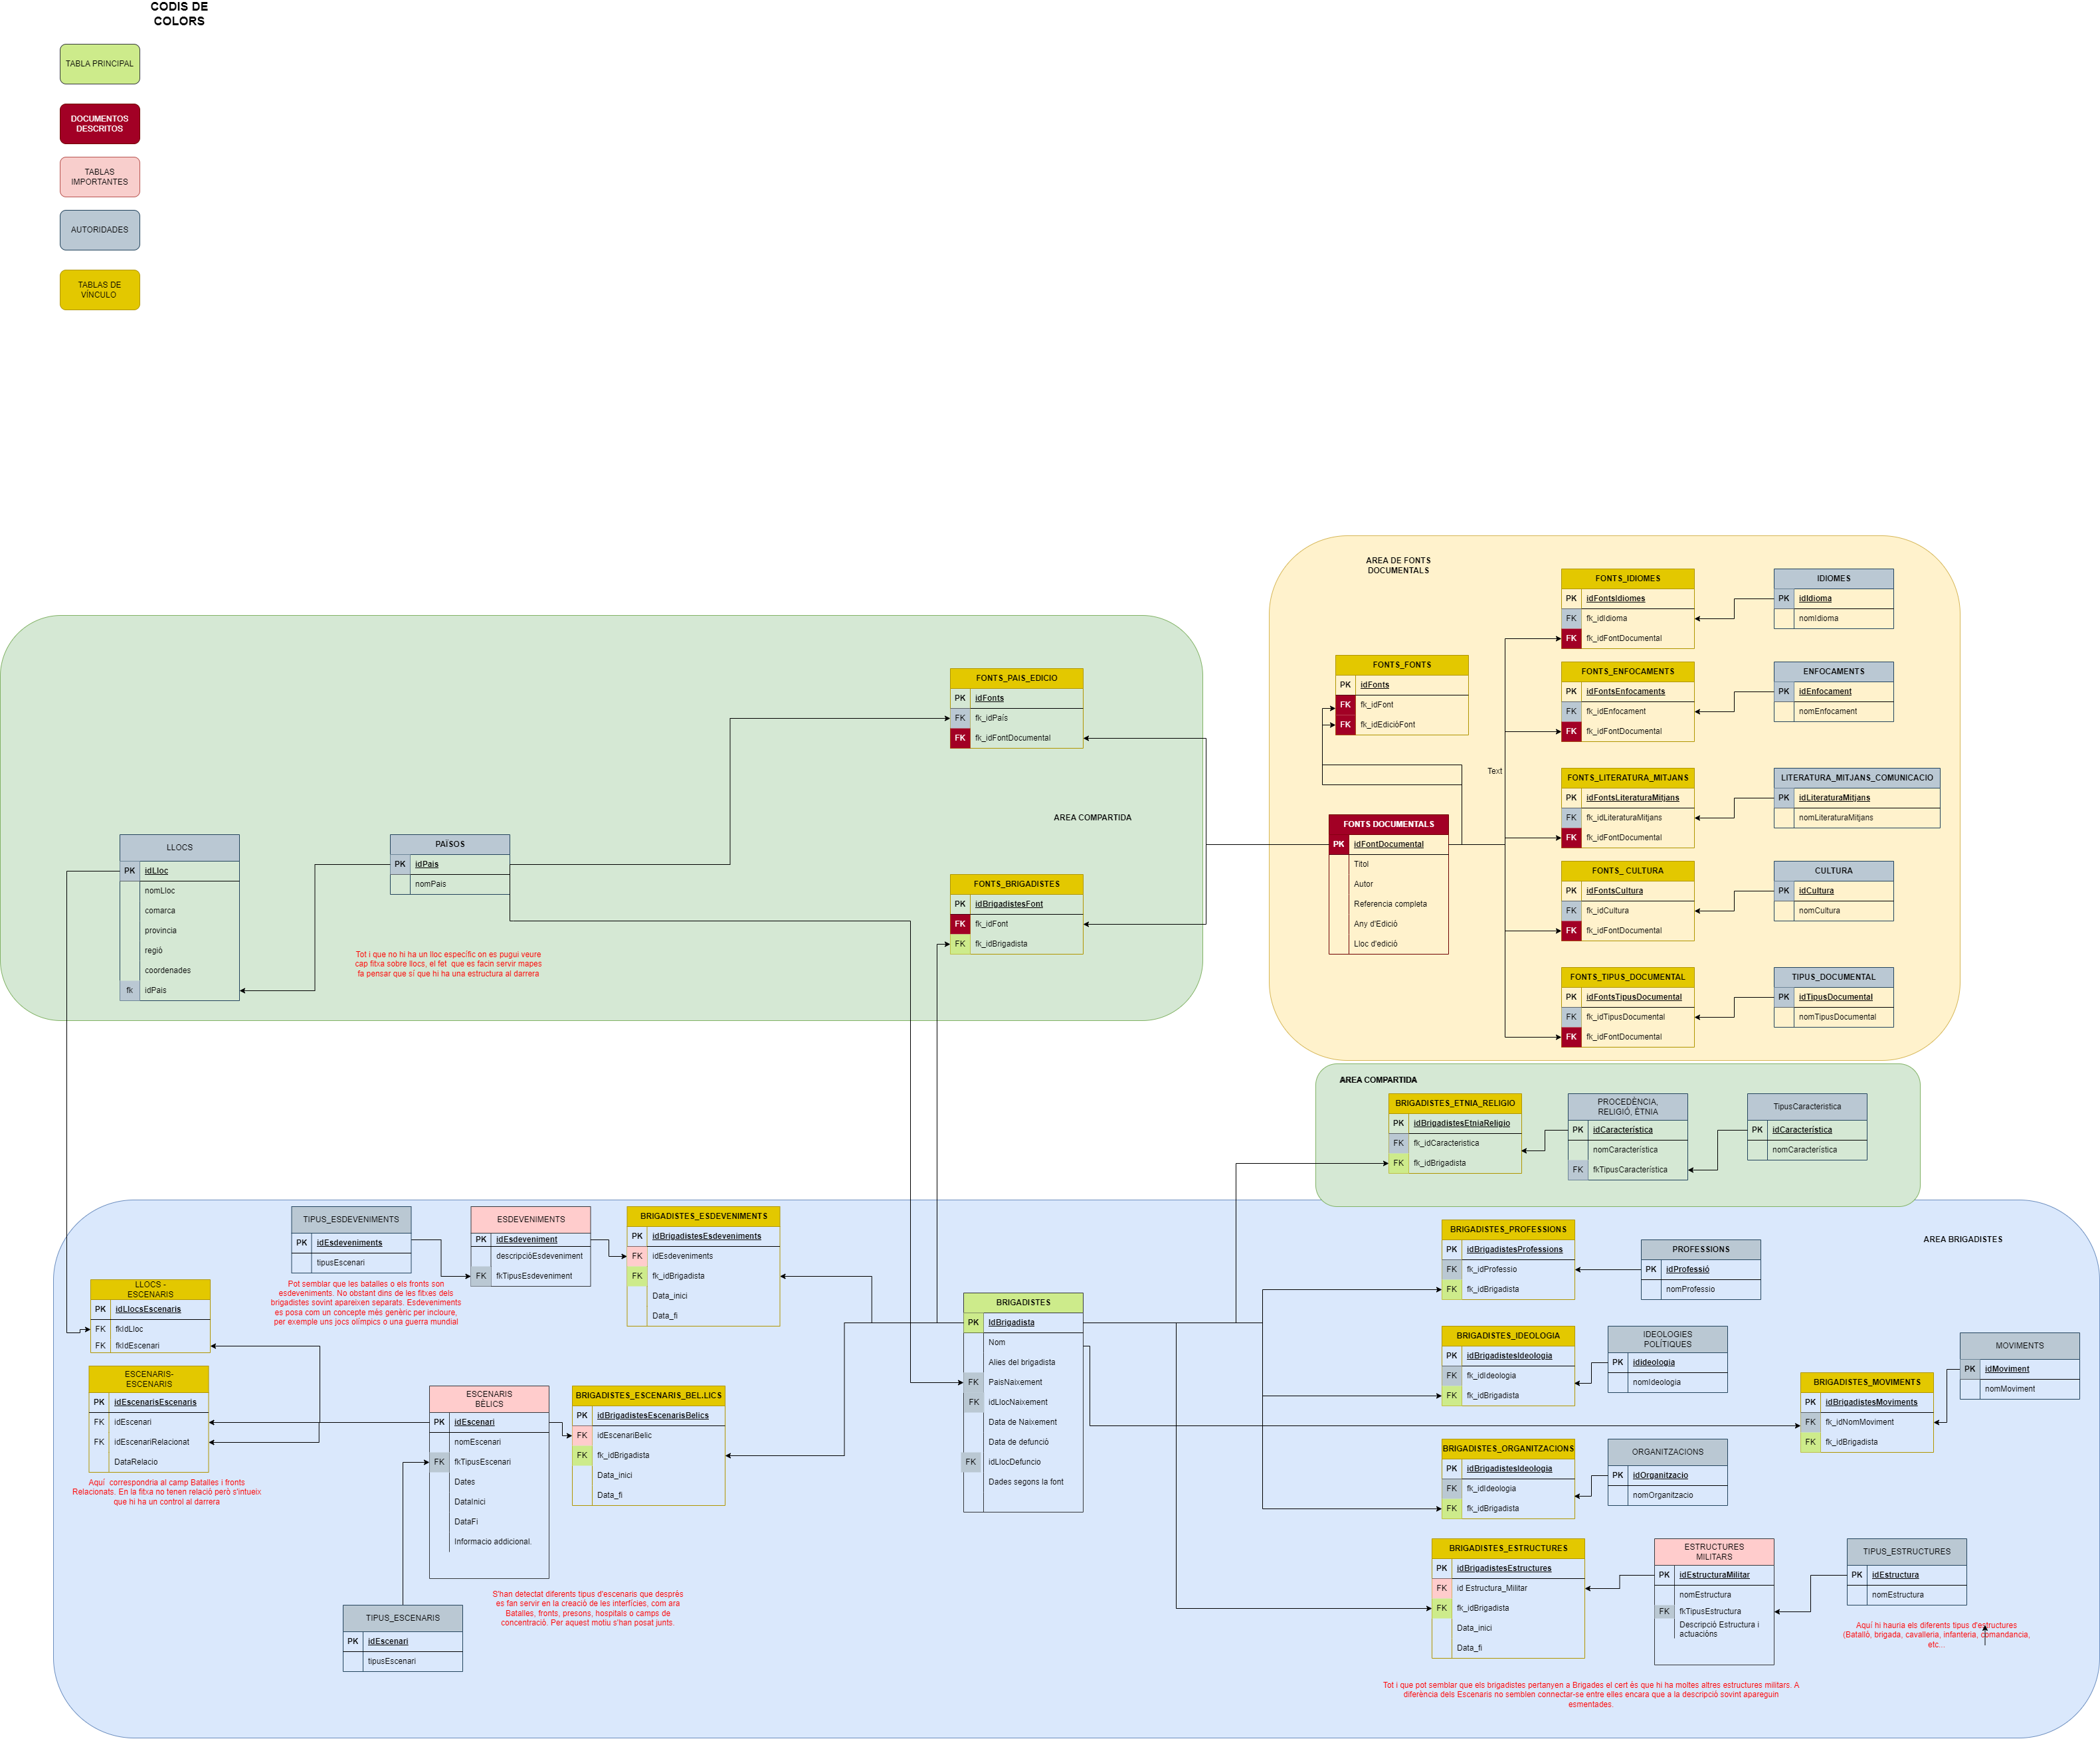 CODIS DE
COLORS
TABLA PRINCIPAL
DOCUMENTOS
DESCRITOS
TABLAS
IMPORTANTES
AUTORIDADES
TABLAS DE
VÍNCULO
AREA DE FONTS
DOCUMENTALS
FONTS_FONTS
PK idFonts
FK fk_idFont
FK fk_idEdicióFont
Text
FONTS DOCUMENTALS
PK idFontDocumental
Titol
Autor
Referencia completa
Any d'Edició
Lloc d'edició
FONTS_IDIOMES
PK idFontsIdiomes
FK fk_idIdioma
FK fk_idFontDocumental
IDIOMES
PK idIdioma
nomIdioma
FONTS_ENFOCAMENTS
PK idFontsEnfocaments
FK fk_idEnfocament
FK fk_idFontDocumental
ENFOCAMENTS
PK idEnfocament
nomEnfocament
FONTS_LITERATURA_MITJANS
PK idFontsLiteraturaMitjans
FK fk_idLiteraturaMitjans
FK fk_idFontDocumental
LITERATURA_MITJANS_COMUNICACIO
PK idLiteraturaMitjans
nomLiteraturaMitjans
FONTS_ CULTURA
PK idFontsCultura
FK fk_idCultura
FK fk_idFontDocumental
CULTURA
PK idCultura
nomCultura
FONTS_TIPUS_DOCUMENTAL
PK idFontsTipusDocumental
FK fk_idTipusDocumental
FK fk_idFontDocumental
TIPUS_DOCUMENTAL
PK idTipusDocumental
nomTipusDocumental
FONTS_PAIS_EDICIO
PK idFonts
FK fk_idPaís
FK fk_idFontDocumental
AREA COMPARTIDA
LLOCS
PK idLloc
nomLloc
comarca
provincia
regió
coordenades
fk idPais
PAÏSOS
PK idPais
nomPais
FONTS_BRIGADISTES
PK idBrigadistesFont
FK fk_idFont
FK fk_idBrigadista
Tot i que no hi ha un lloc específic on es pugui veure
cap fitxa sobre llocs, el fet que es facin servir mapes
fa pensar que sí que hi ha una estructura al darrera
AREA COMPARTIDA
BRIGADISTES_ETNIA_RELIGIO
PK idBrigadistesEtniaReligio
FK fk_idCaracteristica
FK fk_idBrigadista
PROCEDÈNCIA,
RELIGIÓ, ÈTNIA
PK idCaracterística
nomCaracterística
FK fkTipusCaracterística
TipusCaracteristica
PK idCaracterística
nomCaracterística
AREA BRIGADISTES
TIPUS_ESDEVENIMENTS
PK idEsdeveniments
tipusEscenari
ESDEVENIMENTS
PK idEsdeveniment
descripcióEsdeveniment
FK fkTipusEsdeveniment
BRIGADISTES_ESDEVENIMENTS
PK idBrigadistesEsdeveniments
FK idEsdeveniments
FK fk_idBrigadista
Data_inici
Data_fi
Pot semblar que les batalles o els fronts son
esdeveniments. No obstant dins de les fitxes dels
brigadistes sovint apareixen separats. Esdeveniments
es posa com un concepte més genèric per incloure,
per exemple uns jocs olímpics o una guerra mundial
LLOCS -
ESCENARIS
PK idLlocsEscenaris
FK fkIdLloc
FK fkIdEscenari
ESCENARIS-
ESCENARIS
PK idEscenarisEscenaris
FK idEscenari
FK idEscenariRelacionat
DataRelacio
Aquí correspondria al camp Batalles i fronts
Relacionats. En la fitxa no tenen relació però s'intueix
que hi ha un control al darrera
ESCENARIS
BÈLICS
PK idEscenari
nomEscenari
FK fkTipusEscenari
Dates
DataInici
DataFi
Informacio addicional.
BRIGADISTES_ESCENARIS_BEL.LICS
PK idBrigadistesEscenarisBelics
FK idEscenariBelic
FK fk_idBrigadista
Data_inici
Data_fi
S'han detectat diferents tipus d'escenaris que desprès
es fan servir en la creació de les interfícies, com ara
Batalles, fronts, presons, hospitals o camps de
concentració. Per aquest motiu s'han posat junts.
TIPUS_ESCENARIS
PK idEscenari
tipusEscenari
BRIGADISTES
PK IdBrigadista
Nom
Alies del brigadista
FK PaisNaixement
FK idLlocNaixement
Data de Naixement
Data de defunció
FK idLlocDefuncio
Dades segons la font
BRIGADISTES_PROFESSIONS
PK idBrigadistesProfessions
FK fk_idProfessio
FK fk_idBrigadista
PROFESSIONS
PK idProfessió
nomProfessio
BRIGADISTES_IDEOLOGIA
PK idBrigadistesIdeologia
FK fk_idIdeologia
FK fk_idBrigadista
IDEOLOGIES
POLÍTIQUES
PK idideologia
nomIdeologia
MOVIMENTS
PK idMoviment
nomMoviment
BRIGADISTES_MOVIMENTS
PK idBrigadistesMoviments
FK fk_idNomMoviment
FK fk_idBrigadista
BRIGADISTES_ORGANITZACIONS
PK idBrigadistesIdeologia
FK fk_idIdeologia
FK fk_idBrigadista
ORGANITZACIONS
PK idOrganitzacio
nomOrganitzacio
BRIGADISTES_ESTRUCTURES
PK idBrigadistesEstructures
FK id Estructura_Militar
FK fk_idBrigadista
Data_inici
Data_fi
ESTRUCTURES
MILITARS
PK idEstructuraMilitar
nomEstructura
FK fkTipusEstructura
Descripció Estructura i
actuacións
TIPUS_ESTRUCTURES
PK idEstructura
nomEstructura
Aquí hi hauria els diferents tipus d'estructures
(Batalló, brigada, cavalleria, infanteria, comandancia,
etc...
Tot i que pot semblar que els brigadistes pertanyen a Brigades el cert és que hi ha moltes altres estructures militars. A
diferència dels Escenaris no semblen connectar-se entre elles encara que a la descripció sovint apareguin
esmentades.